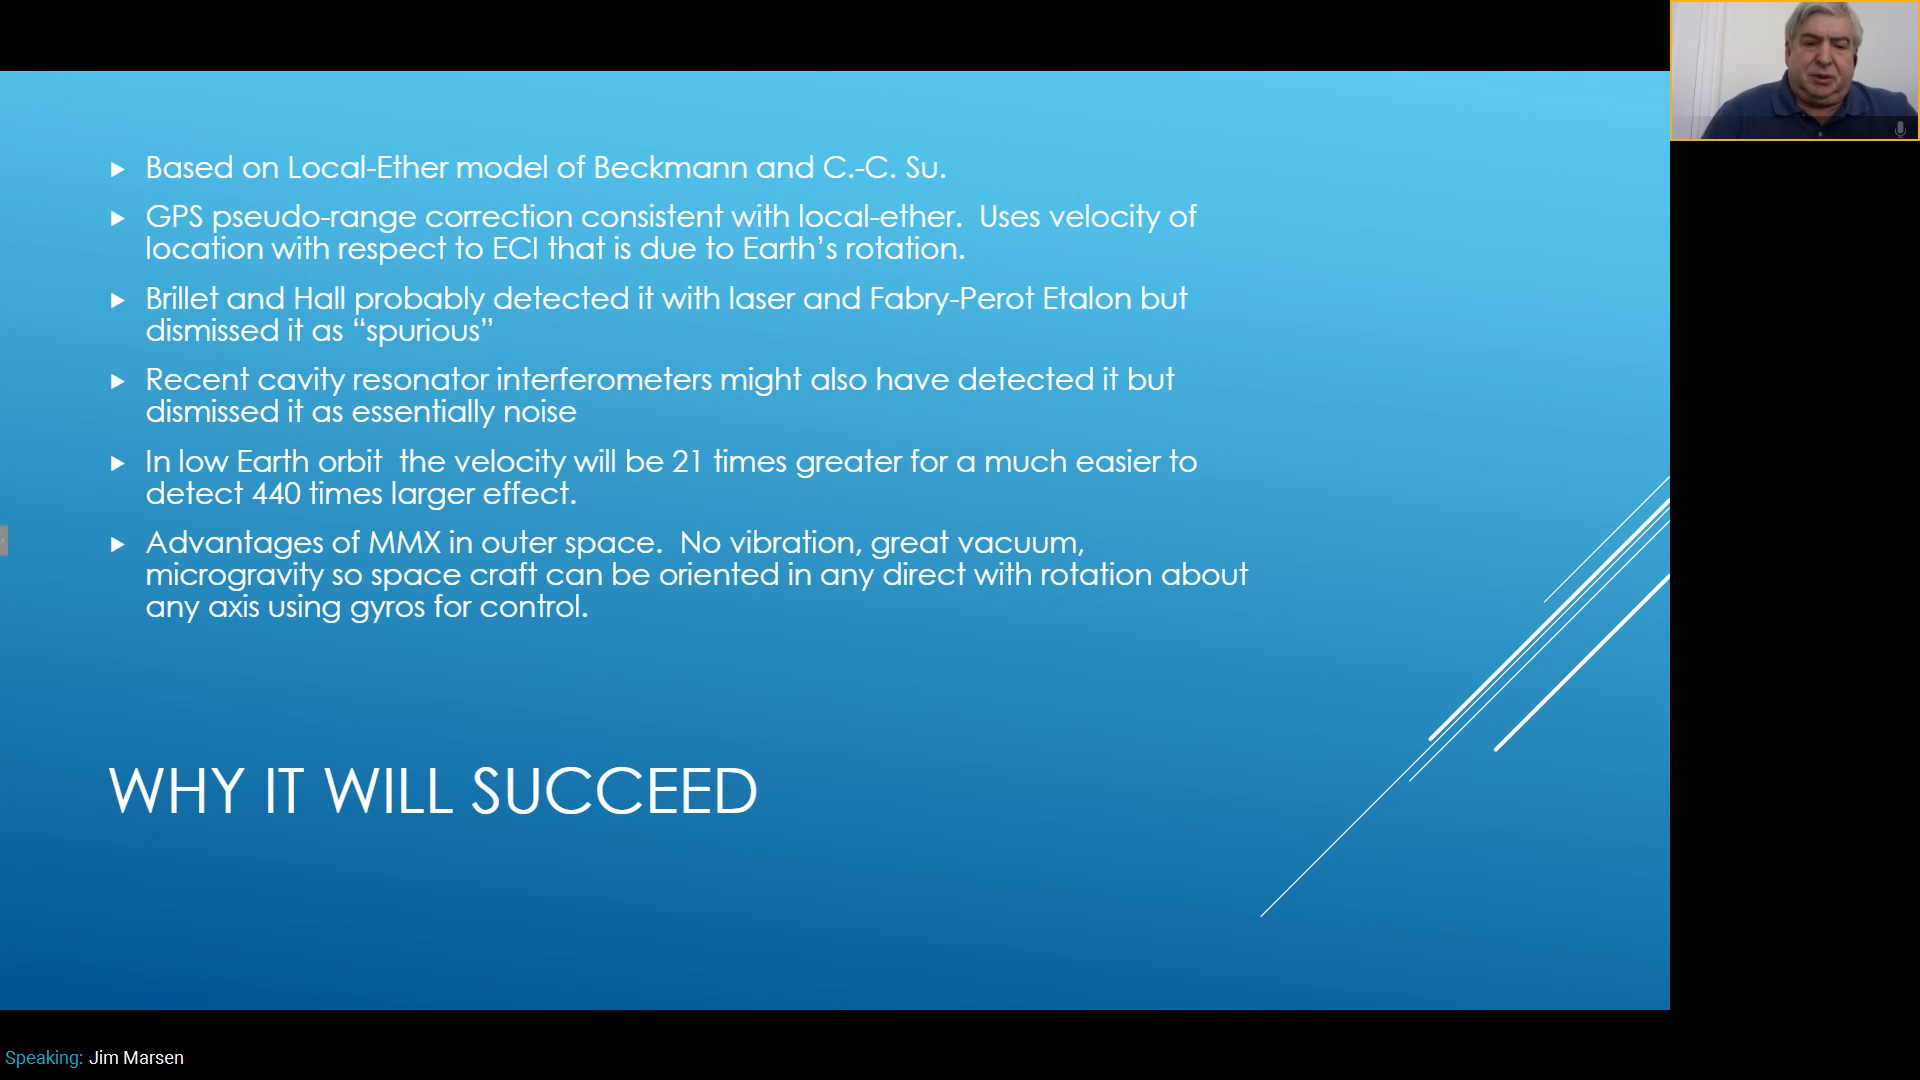 Based on Local-Ether model of Beckmann and C.-C. Su.
GPS pseudo-range correction consistent with local-ether.  Uses velocity of
location with respect to ECI that is due to Earth’s rotation.
Brillet and Hall probably detected it with laser and Fabry-Perot Etalon but
dismissed it as “spurious”
Recent cavity resonator interferometers might also have detected it but
dismissed it as essentially noise
In low Earth orbit  the velocity will be 21 times greater for a much easier to
detect 440 times larger effect.
Advantages of MMX in outer space.  No vibration, great vacuum,
microgravity so space craft can be oriented in any direct with rotation about
any axis using gyros for control.
WHY IT WILL SUCCEED
Speaking: Jim Marsen